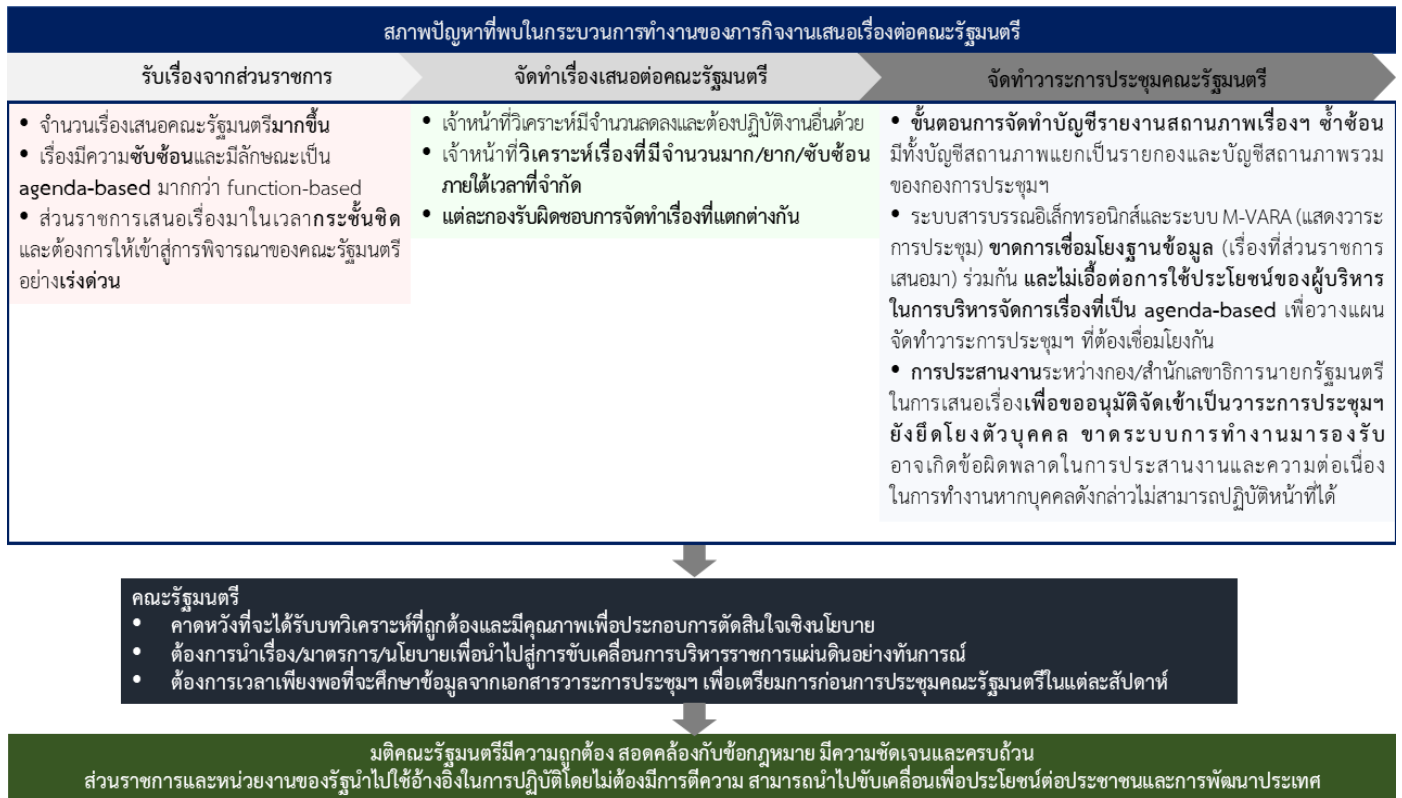 สภาพปัญหาที่พบในกระบวนการทำงานของภารกิจงานเสนอเรื่องต่อคณะรัฐมนตรี
รับเรื่องจากส่วนราชการ
จัดทำเรื่องเสนอต่อคณะรัฐมนตรี
จัดทำวาระการประชุมคณะรัฐมนตรี
• จำนวนเรื่องเสนอคณะรัฐมนตรีมากขึ้น
• เรื่องมีความซับซ้อนและมีลักษณะเป็น
agenda-based มากกว่า function-based
• ส่วนราชการเสนอเรื่องมาในเวลากระชั้นชิด
และต้องการให้เข้าสู่การพิจารณาของคณะรัฐมนตรี
อย่างเร่งด่วน
• เจ้าหน้าที่วิเคราะห์มีจำนวนลดลงและต้องปฏิบัติงานอื่นด้วย
• เจ้าหน้าที่วิเคราะห์เรื่องที่มีจำนวนมาก/ยาก/ซับซ้อน
ภายใต้เวลาที่จำกัด
• แต่ละกองรับผิดชอบการจัดทำเรื่องที่แตกต่างกัน
• ขั้นตอนการจัดทำบัญชีรายงานสถานภาพเรื่องฯ ซ้ำซ้อน
มีทั้งบัญชีสถานภาพแยกเป็นรายกองและบัญชีสถานภาพรวม
ของกองการประชุมฯ
• ระบบสารบรรณอิเล็กทรอนิกส์และระบบ M-VARA (แสดงวาระ
การประชุม) ขาดการเชื่อมโยงฐานข้อมูล (เรื่องที่ส่วนราชการ
เสนอมา) ร่วมกัน และไม่เอื้อต่อการใช้ประโยชน์ของผู้บริหาร
ในการบริหารจัดการเรื่องที่เป็น agenda-based เพื่อวางแผน
จัดทำวาระการประชุมฯ ที่ต้องเชื่อมโยงกัน
• การประสานงานระหว่างกอง/สำนักเลขาธิการนายกรัฐมนตรี
ในการเสนอเรื่องเพื่อขออนุมัติจัดเข้าเป็นวาระการประชุมฯ
ยังยึดโยงตัวบุคคล ขาดระบบการทำงานมารองรับ
อาจเกิดข้อผิดพลาดในการประสานงานและความต่อเนื่อง
ในการทำงานหากบุคคลดังกล่าวไม่สามารถปฏิบัติหน้าที่ได้
คณะรัฐมนตรี
• คาดหวังที่จะได้รับบทวิเคราะห์ที่ถูกต้องและมีคุณภาพเพื่อประกอบการตัดสินใจเชิงนโยบาย
• ต้องการนำเรื่อง/มาตรการ/นโยบายเพื่อนำไปสู่การขับเคลื่อนการบริหารราชการแผ่นดินอย่างทันการณ์
• ต้องการเวลาเพียงพอที่จะศึกษาข้อมูลจากเอกสารวาระการประชุมฯ เพื่อเตรียมการก่อนการประชุมคณะรัฐมนตรีในแต่ละสัปดาห์
มติคณะรัฐมนตรีมีความถูกต้อง สอดคล้องกับข้อกฎหมาย มีความชัดเจนและครบถ้วน
ส่วนราชการและหน่วยงานของรัฐนำไปใช้อ้างอิงในการปฏิบัติโดยไม่ต้องมีการตีความ สามารถนำไปขับเคลื่อนเพื่อประโยชน์ต่อประชาชนและการพัฒนาประเทศ